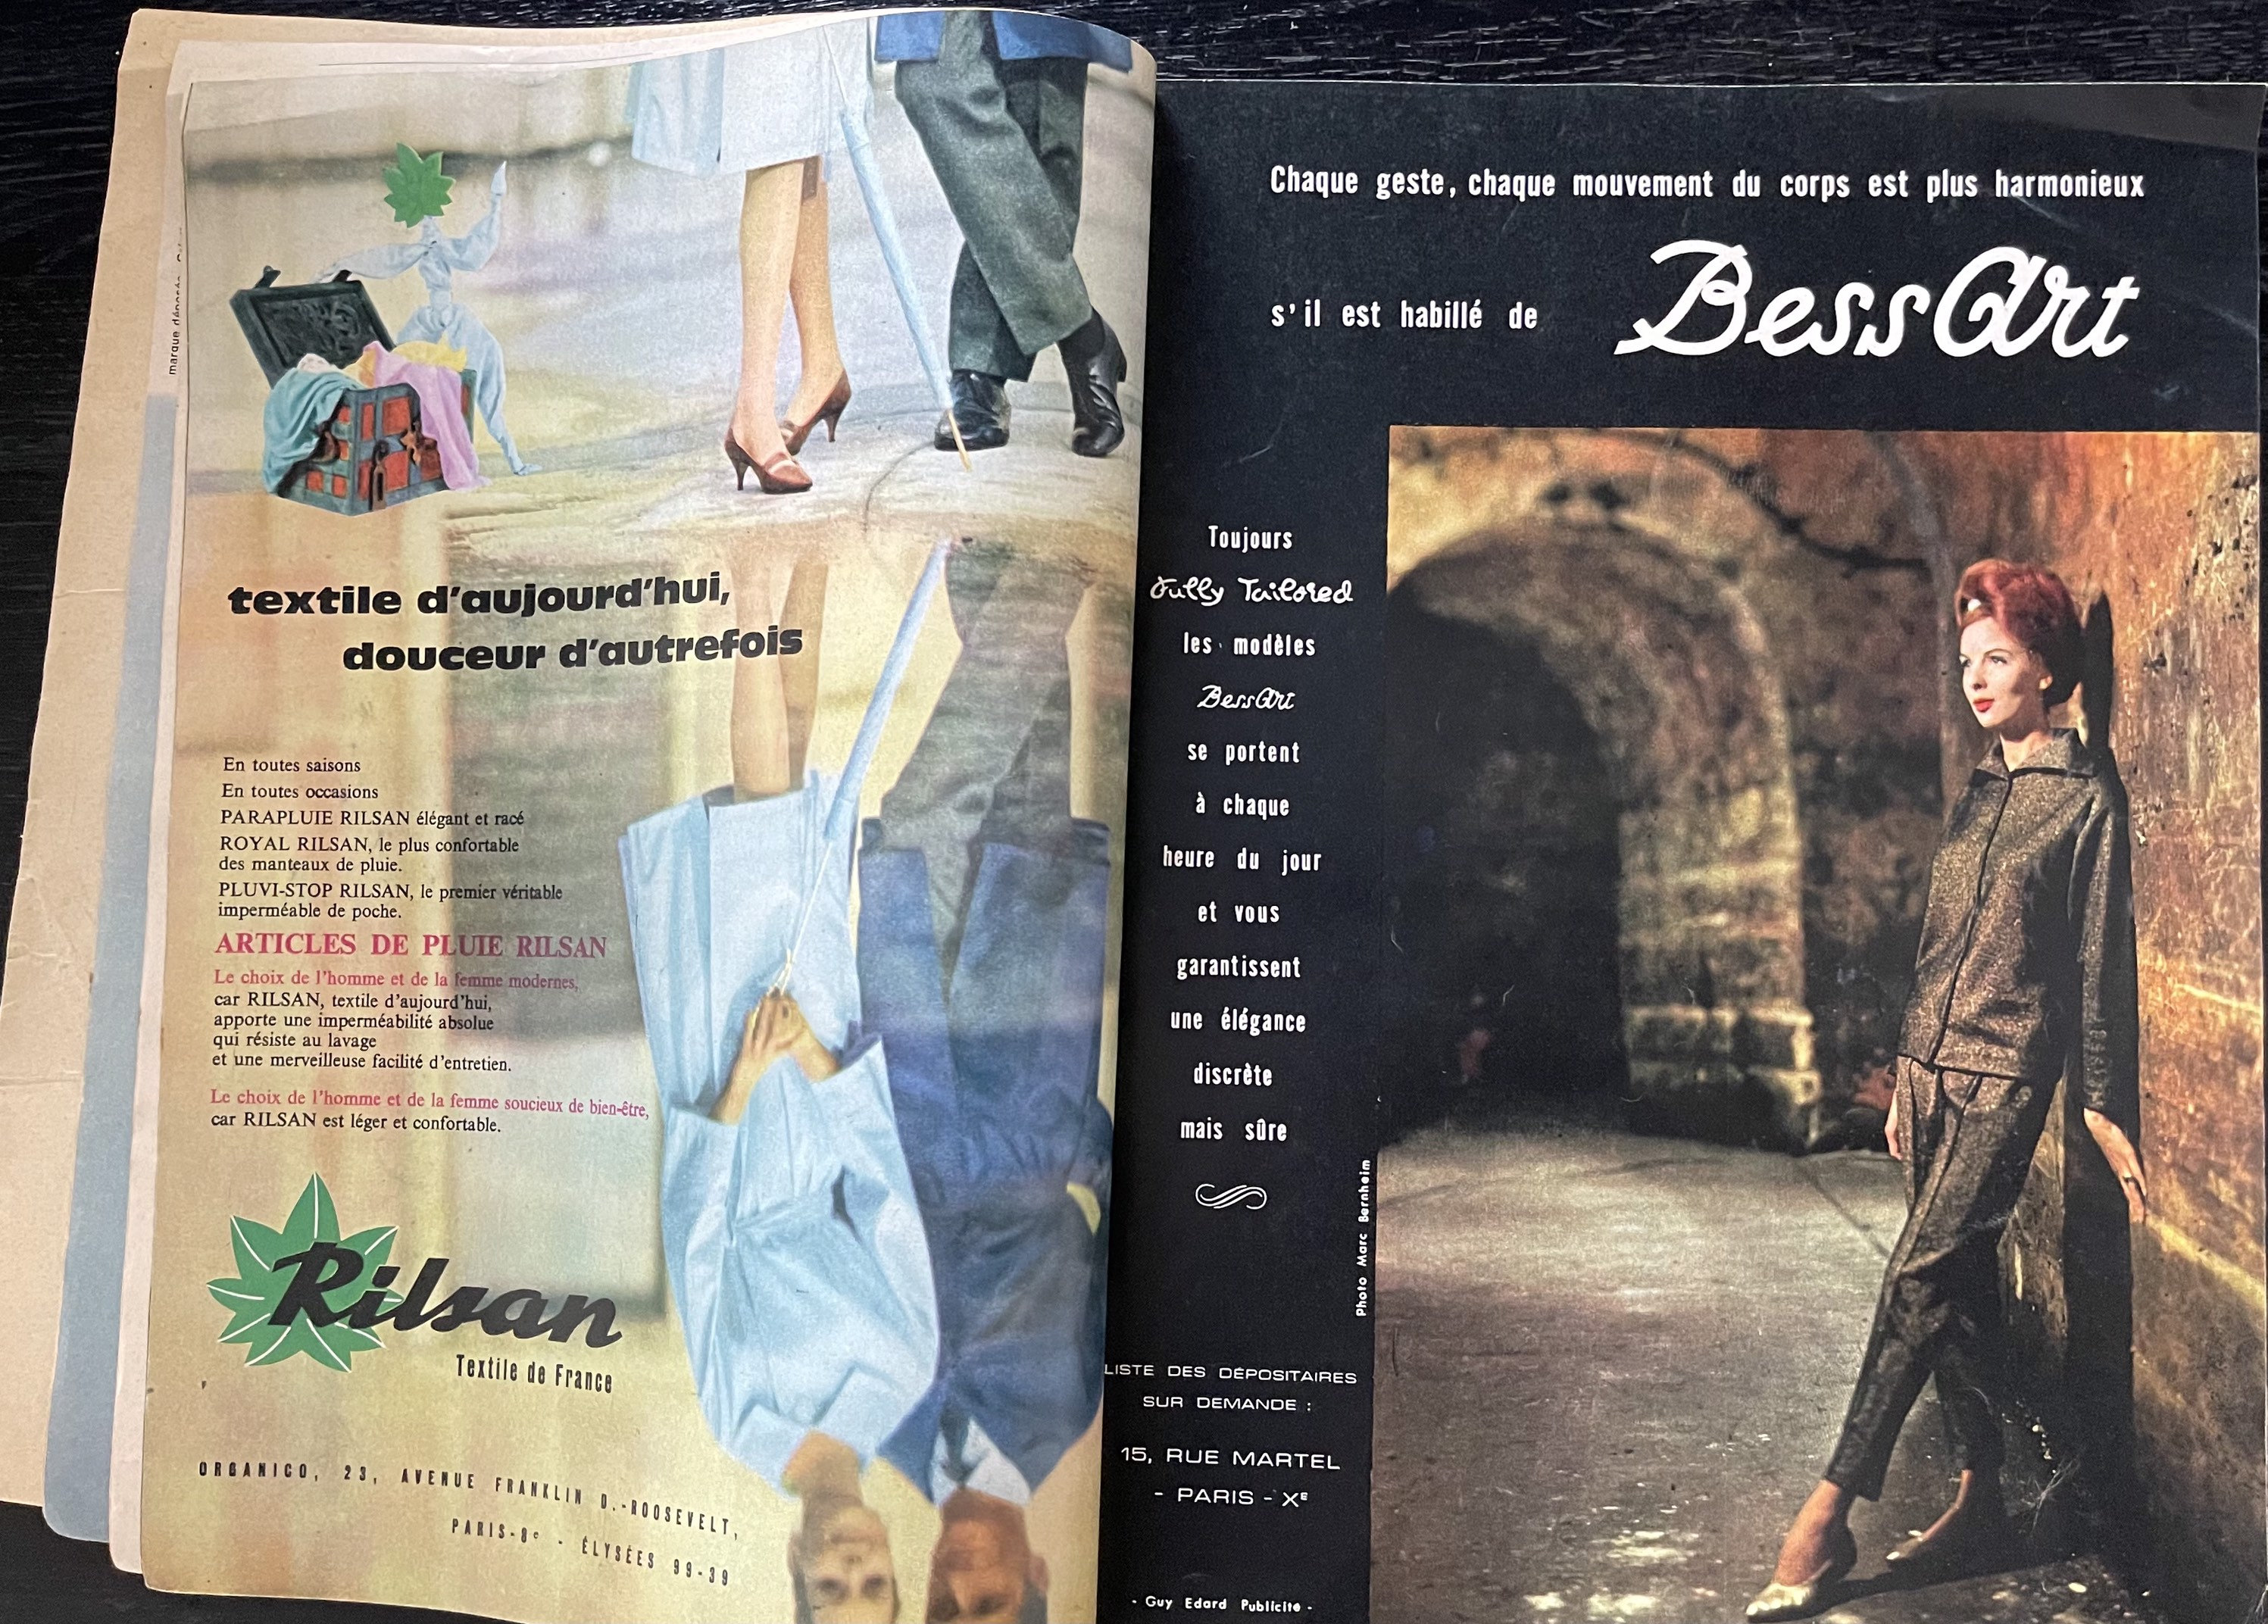 marque déposée
textile d'aujourd'hui,
douceur d'autrefois
En toutes saisons
En toutes occasions
PARAPLUIE RILSAN élégant et racé
ROYAL RILSAN, le plus confortable
des manteaux de pluie.
PLUVI-STOP RILSAN, le premier véritable
imperméable de poche.
ARTICLES DE PLUIE RILSAN
Le choix de l'homme et de la femme modernes,
car RILSAN, textile d'aujourd'hui,
apporte une imperméabilité absolue
qui résiste au lavage
et une merveilleuse facilité d'entretien.
Le choix de l'homme et de la femme soucieux de bien-être,
car RILSAN est léger et confortable.
Rilsan
Textile de France
ORGANICO, 23, AVENUE FRANKLIN D.-ROOSEVELT,
PARIS-8e - ÉLYSÉES 99-39
Chaque geste, chaque mouvement du corps est plus harmonieux
s'il est habillé de BessArt
Toujours
Fully Tailored
les modèles
BessArt
se portent
à chaque
heure du jour
et vous
garantissent
une élégance
discrète
mais sûre
Photo Marc Bernheim
LISTE DES DÉPOSITAIRES
SUR DEMANDE :
15, RUE MARTEL
- PARIS - XE
- Guy Edard Publicité -